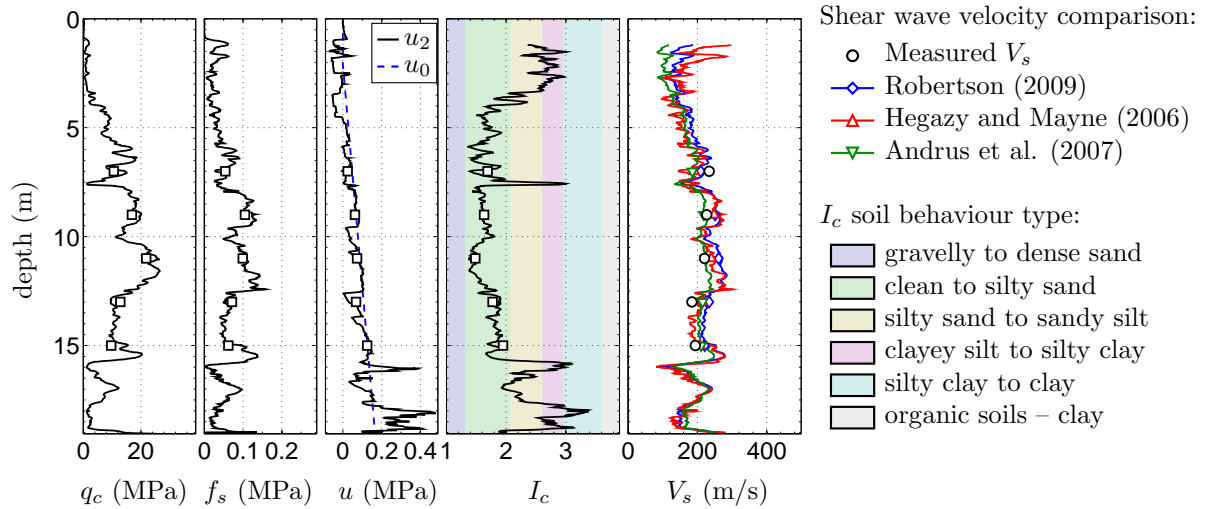 0
5
10
15
depth (m)
0 20
q_c (MPa)
0 0.1 0.2
f_s (MPa)
u_2
u_0
0 0.2 0.4
u (MPa)
1 2 3
I_c
0 200 400
V_s (m/s)
Shear wave velocity comparison:
Measured V_s
Robertson (2009)
Hegazy and Mayne (2006)
Andrus et al. (2007)
I_c soil behaviour type:
gravelly to dense sand
clean to silty sand
silty sand to sandy silt
clayey silt to silty clay
silty clay to clay
organic soils – clay